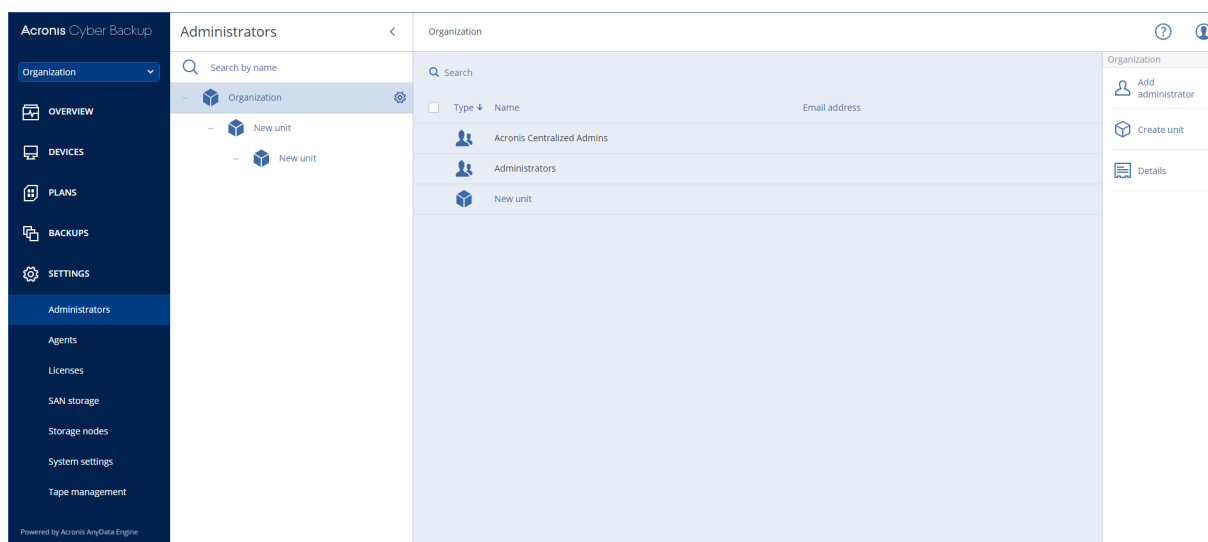 Acronis Cyber Backup
Organization
OVERVIEW
DEVICES
PLANS
BACKUPS
SETTINGS
Administrators
Agents
Licenses
SAN storage
Storage nodes
System settings
Tape management
Powered by Acronis AnyData Engine
Administrators
Search by name
Organization
New unit
New unit
Organization
Search
Type Name Email address
Acronis Centralized Admins
Administrators
New unit
Organization
Add
administrator
Create unit
Details